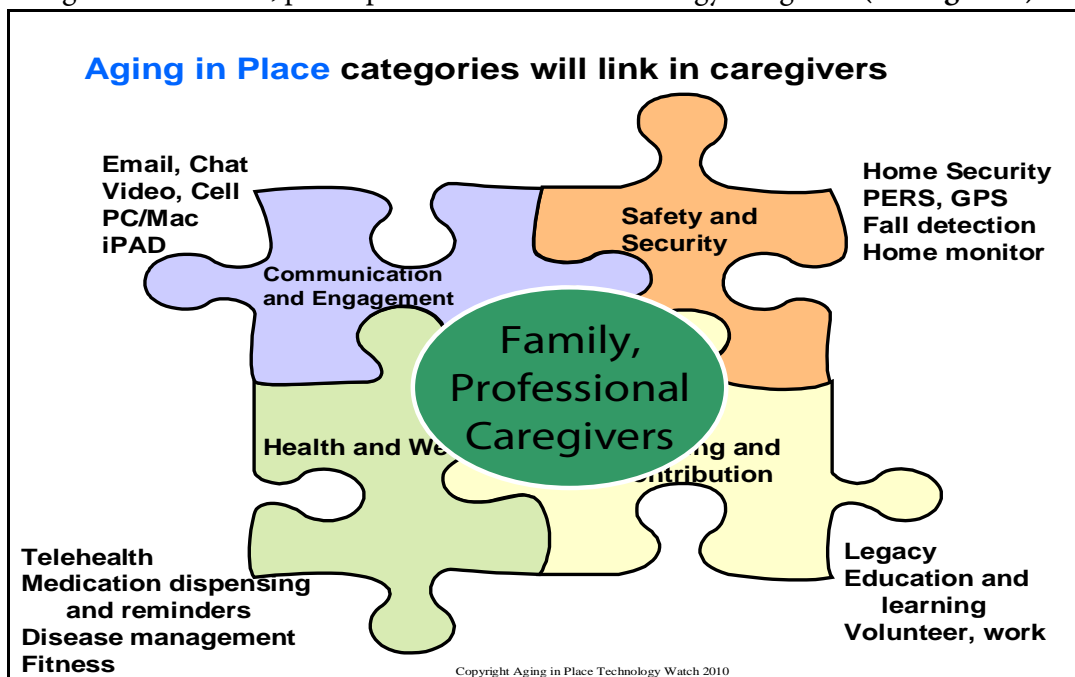 Aging in Place categories will link in caregivers
Email, Chat
Video, Cell
PC/Mac
iPAD
Communication
and Engagement
Safety and
Security
Home Security
PERS, GPS
Fall detection
Home monitor
Family,
Professional
Caregivers
Health and We
ng and
ntribution
Telehealth
Medication dispensing
and reminders
Disease management
Fitness
Legacy
Education and
learning
Volunteer, work
Copyright Aging in Place Technology Watch 2010